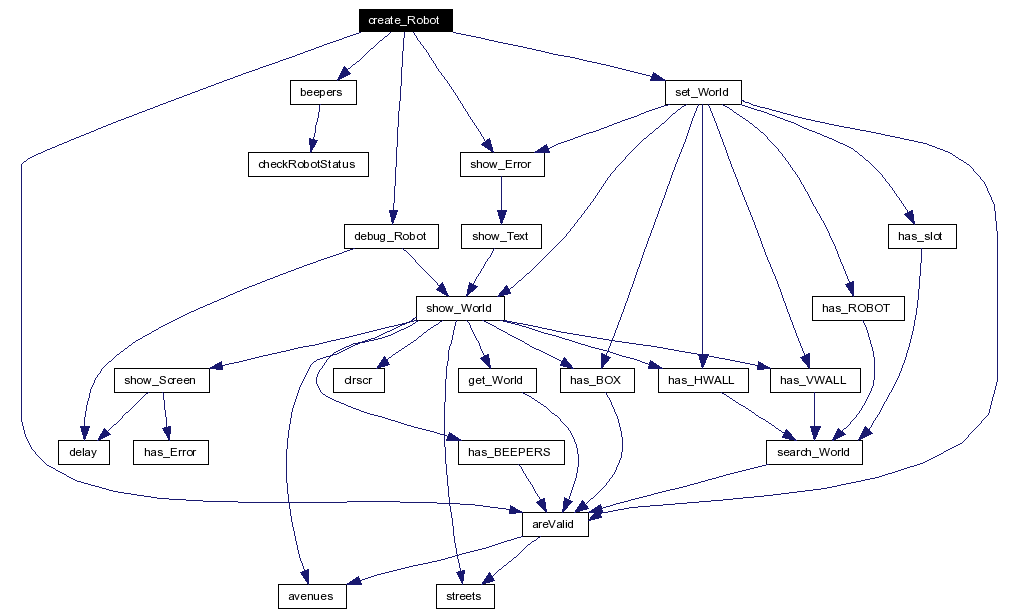 create_Robot
beepers
set_World
checkRobotStatus
show_Error
debug_Robot
show_Text
has_slot
show_World
has_ROBOT
show_Screen
clrscr
get_World
has_BOX
has_HWALL
has_VWALL
delay
has_Error
has_BEEPERS
search_World
areValid
avenues
streets